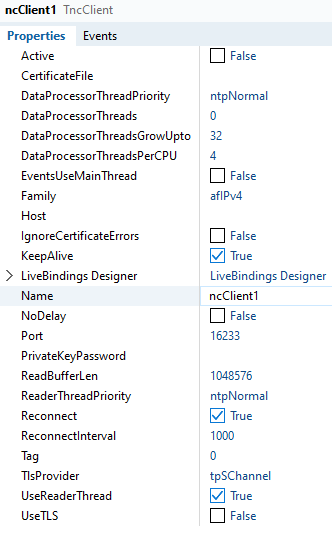 ncClient1 TncClient
Properties Events
Active False
CertificateFile
DataProcessorThreadPriority ntpNormal
DataProcessorThreads 0
DataProcessorThreadsGrowUpto 32
DataProcessorThreadsPerCPU 4
EventsUseMainThread False
Family afIPv4
Host
IgnoreCertificateErrors False
KeepAlive True
LiveBindings Designer LiveBindings Designer
Name ncClient1
NoDelay False
Port 16233
PrivateKeyPassword
ReadBufferLen 1048576
ReaderThreadPriority ntpNormal
Reconnect True
ReconnectInterval 1000
Tag 0
TlsProvider tpSChannel
UseReaderThread True
UseTLS False